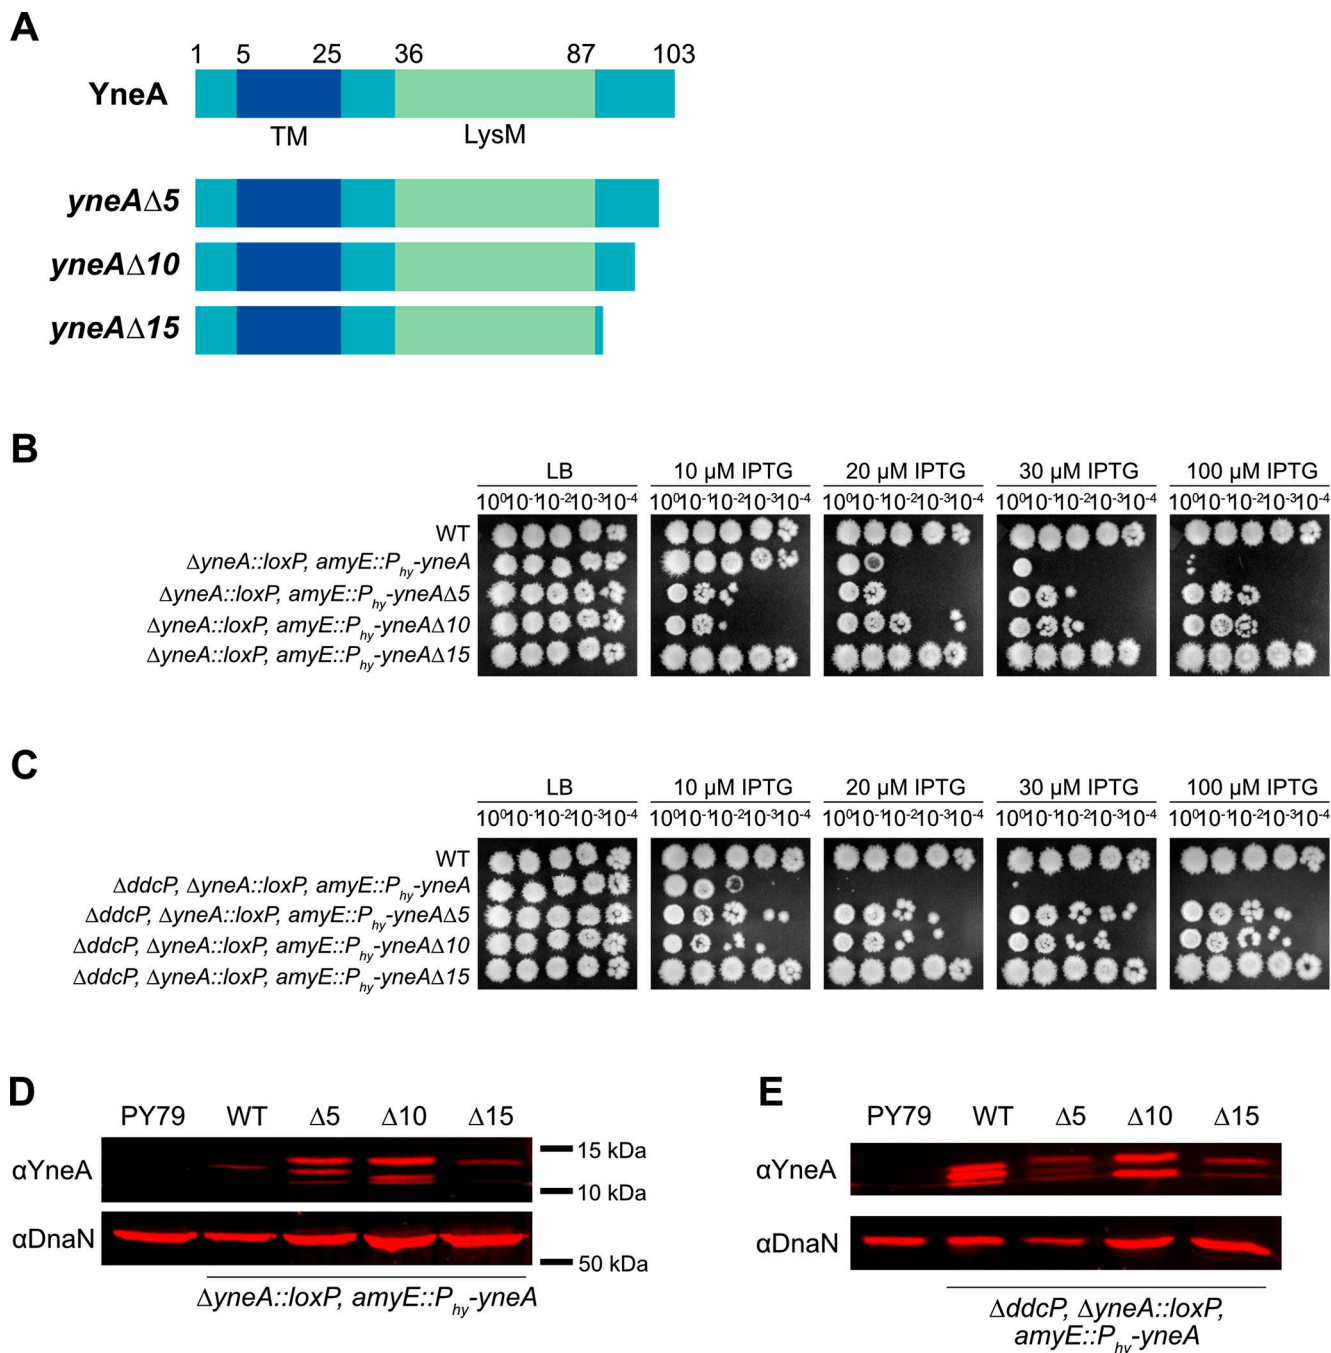 A
1 5 25 36 87 103
YneA
TM LysM
yneAΔ5
yneAΔ10
yneAΔ15
B
LB 10 µM IPTG 20 µM IPTG 30 µM IPTG 100 µM IPTG
10⁰10⁻¹10⁻²10⁻³10⁻⁴ 10⁰10⁻¹10⁻²10⁻³10⁻⁴ 10⁰10⁻¹10⁻²10⁻³10⁻⁴ 10⁰10⁻¹10⁻²10⁻³10⁻⁴ 10⁰10⁻¹10⁻²10⁻³10⁻⁴
WT
ΔyneA::loxP, amyE::Phy-yneA
ΔyneA::loxP, amyE::Phy-yneAΔ5
ΔyneA::loxP, amyE::Phy-yneAΔ10
ΔyneA::loxP, amyE::Phy-yneAΔ15
C
LB 10 µM IPTG 20 µM IPTG 30 µM IPTG 100 µM IPTG
10⁰10⁻¹10⁻²10⁻³10⁻⁴ 10⁰10⁻¹10⁻²10⁻³10⁻⁴ 10⁰10⁻¹10⁻²10⁻³10⁻⁴ 10⁰10⁻¹10⁻²10⁻³10⁻⁴ 10⁰10⁻¹10⁻²10⁻³10⁻⁴
WT
ΔddcP, ΔyneA::loxP, amyE::Phy-yneA
ΔddcP, ΔyneA::loxP, amyE::Phy-yneAΔ5
ΔddcP, ΔyneA::loxP, amyE::Phy-yneAΔ10
ΔddcP, ΔyneA::loxP, amyE::Phy-yneAΔ15
D
PY79 WT Δ5 Δ10 Δ15
αYneA 15 kDa
10 kDa
αDnaN
50 kDa
ΔyneA::loxP, amyE::Phy-yneA
E
PY79 WT Δ5 Δ10 Δ15
αYneA
αDnaN
ΔddcP, ΔyneA::loxP,
amyE::Phy-yneA